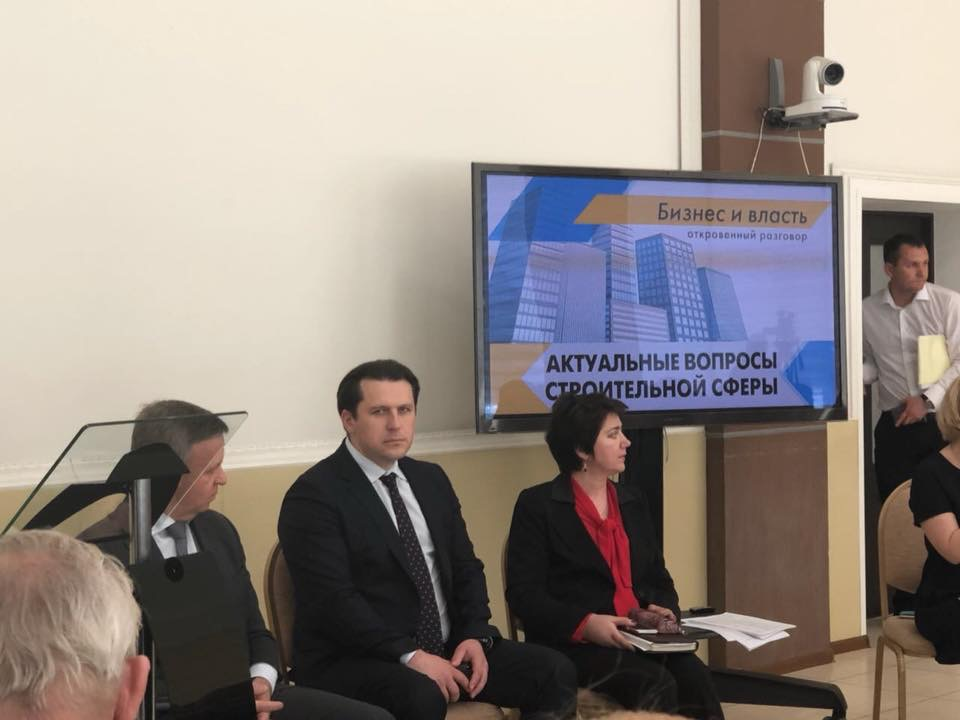 Бизнес и власть
откровенный разговор
АКТУАЛЬНЫЕ ВОПРОСЫ
СТРОИТЕЛЬНОЙ СФЕРЫ